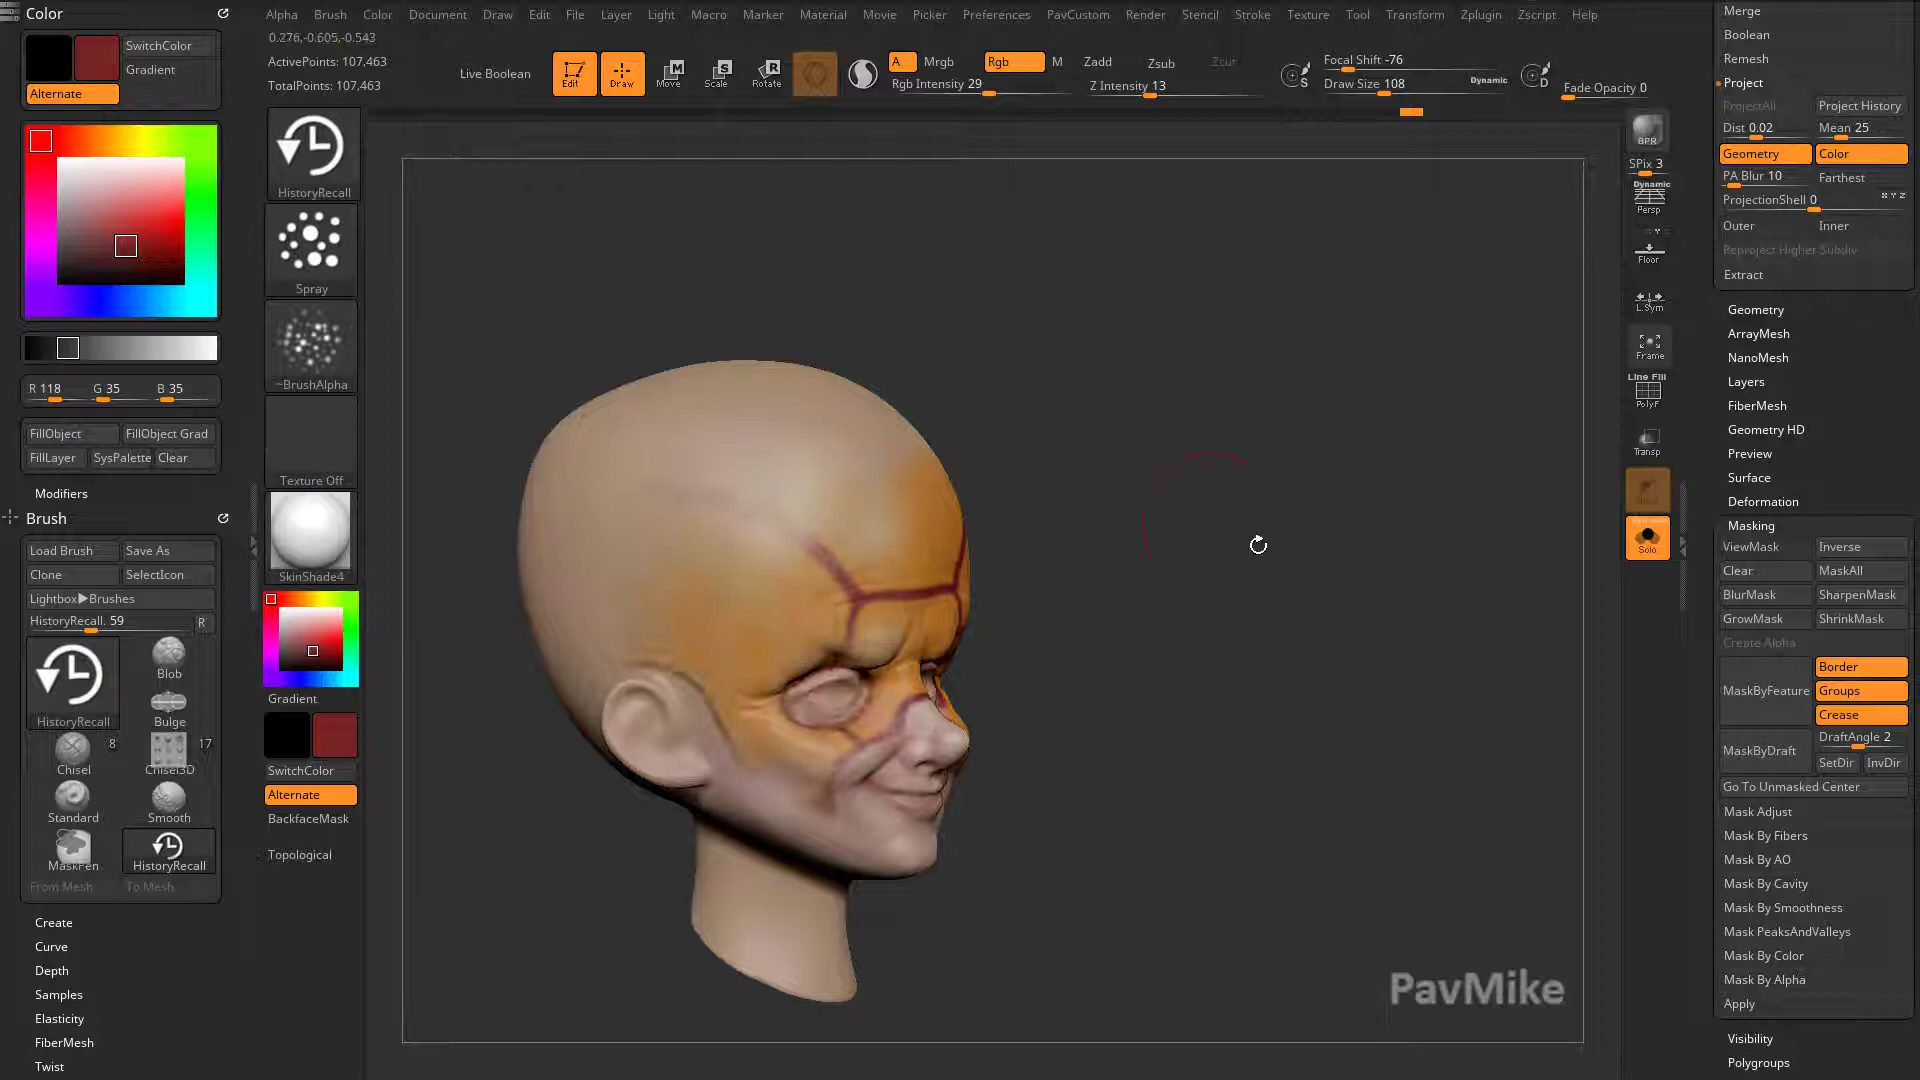 Color
SwitchColor
Gradient
Alternate
R 118 G 35 B 35
FillObject FillObject Grad
FillLayer SysPalette Clear
Modifiers
Brush
Load Brush Save As
Clone SelectIcon
Lightbox▶Brushes
HistoryRecall. 59 R
HistoryRecall
Blob
Bulge
Chisel 8
Chisel3D 17
Standard
Smooth
MaskPen
HistoryRecall
From Mesh To Mesh
Create
Curve
Depth
Samples
Elasticity
FiberMesh
Twist
Alpha Brush Color Document Draw Edit File Layer Light Macro Marker Material Movie Picker Preferences PavCustom Render Stencil Stroke Texture Tool Transform Zplugin Zscript Help
0.276,-0.605,-0.543
ActivePoints: 107,463
TotalPoints: 107,463
Live Boolean
Edit
Draw
Move
Scale
Rotate
A Mrgb Rgb M Zadd Zsub Zcut
Rgb Intensity 29
Z Intensity 13
S
Focal Shift -76
Draw Size 108 Dynamic
D
Fade Opacity 0
HistoryRecall
Spray
~BrushAlpha
Texture Off
SkinShade4
Gradient
SwitchColor
Alternate
BackfaceMask
Topological
PavMike
BPR
SPix 3
Dynamic
Persp
Floor
L.Sym
Frame
Line Fill
PolyF
Transp
Solo
Merge
Boolean
Remesh
Project
ProjectAll Project History
Dist 0.02 Mean 25
Geometry Color
PA Blur 10 Farthest
ProjectionShell 0
Outer Inner
Reproject Higher Subdiv
Extract
Geometry
ArrayMesh
NanoMesh
Layers
FiberMesh
Geometry HD
Preview
Surface
Deformation
Masking
ViewMask Inverse
Clear MaskAll
BlurMask SharpenMask
GrowMask ShrinkMask
Create Alpha
MaskByFeature
Border
Groups
Crease
MaskByDraft
DraftAngle 2
SetDir InvDir
Go To Unmasked Center
Mask Adjust
Mask By Fibers
Mask By AO
Mask By Cavity
Mask By Smoothness
Mask PeaksAndValleys
Mask By Color
Mask By Alpha
Apply
Visibility
Polygroups